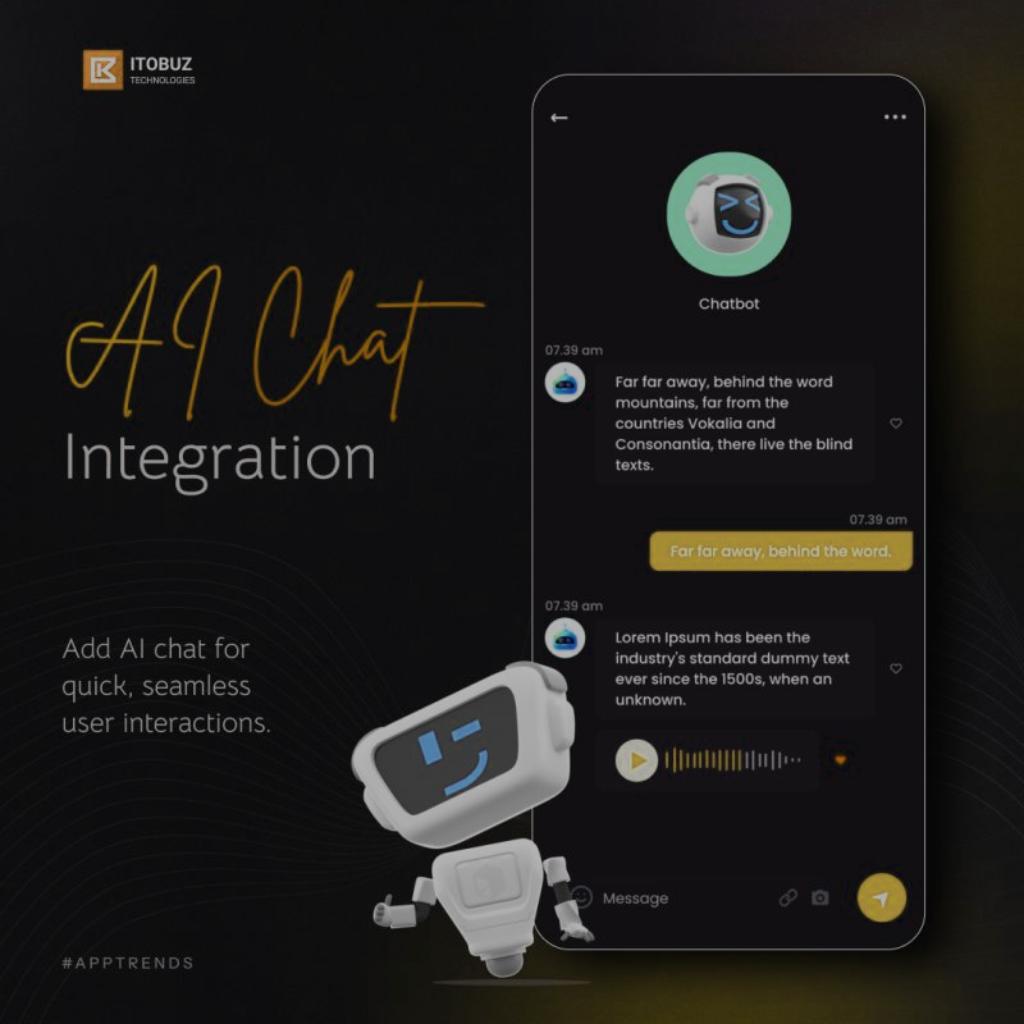 ITOBUZ
TECHNOLOGIES
AI Chat
Integration
Add AI chat for
quick, seamless
user interactions.
#APPTRENDS
Chatbot
07.39 am
Far far away, behind the word
mountains, far from the
countries Vokalia and
Consonantia, there live the blind
texts.
07.39 am
Far far away, behind the word.
07.39 am
Lorem Ipsum has been the
industry's standard dummy text
ever since the 1500s, when an
unknown.
Message